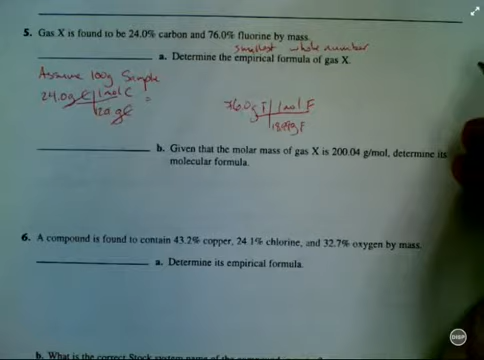 5. Gas X is found to be 24.0% carbon and 76.0% fluorine by mass.
smallest whole number
a. Determine the empirical formula of gas X.
Assume 100g Sample
24.0g C | 1 mol C =
12.0 g C
76.0g F | 1 mol F
b. Given that the molar mass of gas X is 200.04 g/mol, determine its
molecular formula.
6. A compound is found to contain 43.2% copper, 24.1% chlorine, and 32.7% oxygen by mass.
a. Determine its empirical formula.
b. What is the correct Stock system name of the
DISP